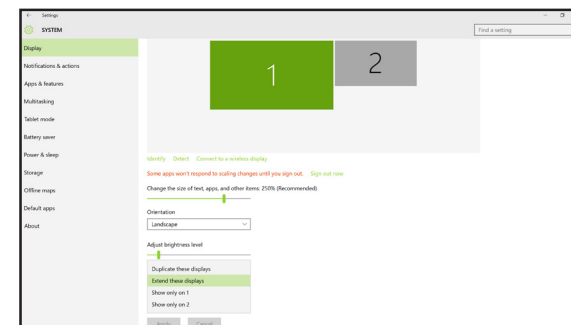 Settings
SYSTEM
Find a setting
Display
Notifications & actions
Apps & features
Multitasking
Tablet mode
Battery saver
Power & sleep
Storage
Offline maps
Default apps
About
1
2
Identify Detect Connect to a wireless display
Some apps won't respond to scaling changes until you sign out. Sign out now
Change the size of text, apps, and other items: 250% (Recommended)
Orientation
Landscape
Adjust brightness level
Duplicate these displays
Extend these displays
Show only on 1
Show only on 2
Apply Cancel